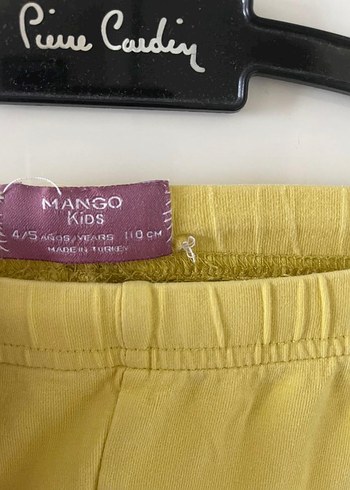 Pierre Cardin
MANGO
KIDS
4/5 AÑOS/YEARS 110 CM
MADE IN TURKEY